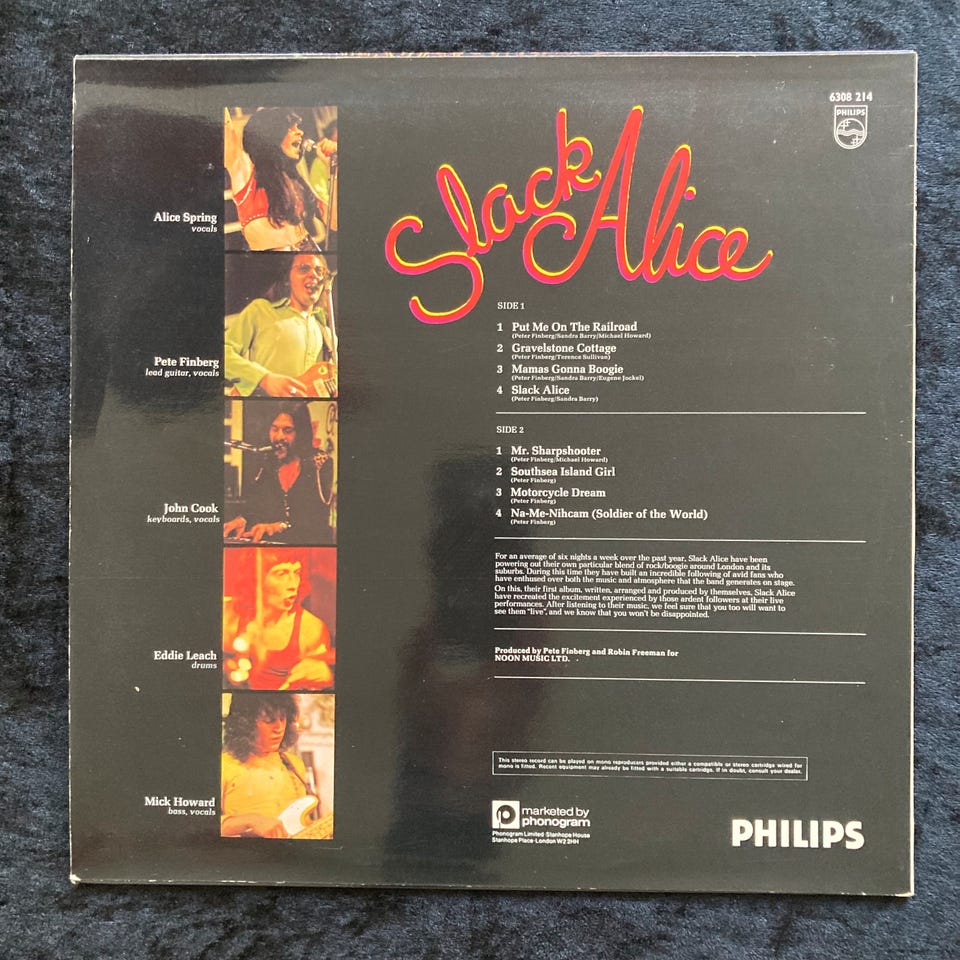 6308 214
PHILIPS
Slack Alice
Alice Spring
vocals
Pete Finberg
lead guitar, vocals
John Cook
keyboards, vocals
Eddie Leach
drums
Mick Howard
bass, vocals
SIDE 1
1 Put Me On The Railroad
(Peter Finberg/Sandra Barry/Michael Howard)
2 Gravelstone Cottage
(Peter Finberg/Terence Sullivan)
3 Mamas Gonna Boogie
(Peter Finberg/Sandra Barry/Eugene Jockel)
4 Slack Alice
(Peter Finberg/Sandra Barry)
SIDE 2
1 Mr. Sharpshooter
(Peter Finberg/Michael Howard)
2 Southsea Island Girl
(Peter Finberg)
3 Motorcycle Dream
(Peter Finberg)
4 Na-Me-Nihcam (Soldier of the World)
(Peter Finberg)
For an average of six nights a week over the past year, Slack Alice have been
powering out their own particular blend of rock/boogie around London and its
suburbs. During this time they have built an incredible following of avid fans who
have enthused over both the music and atmosphere that the band generates on stage.
On this, their first album, written, arranged and produced by themselves, Slack Alice
have recreated the excitement experienced by those ardent followers at their live
performances. After listening to their music, we feel sure that you too will want to
see them "live", and we know that you won't be disappointed.
Produced by Pete Finberg and Robin Freeman for
NOON MUSIC LTD.
This stereo record can be played on mono reproducers provided either a compatible or stereo cartridge wired for
mono is fitted. Recent equipment may already be fitted with a suitable cartridge. If in doubt, consult your dealer.
marketed by
phonogram
Phonogram Limited·Stanhope House
Stanhope Place·London W2 2HH
PHILIPS